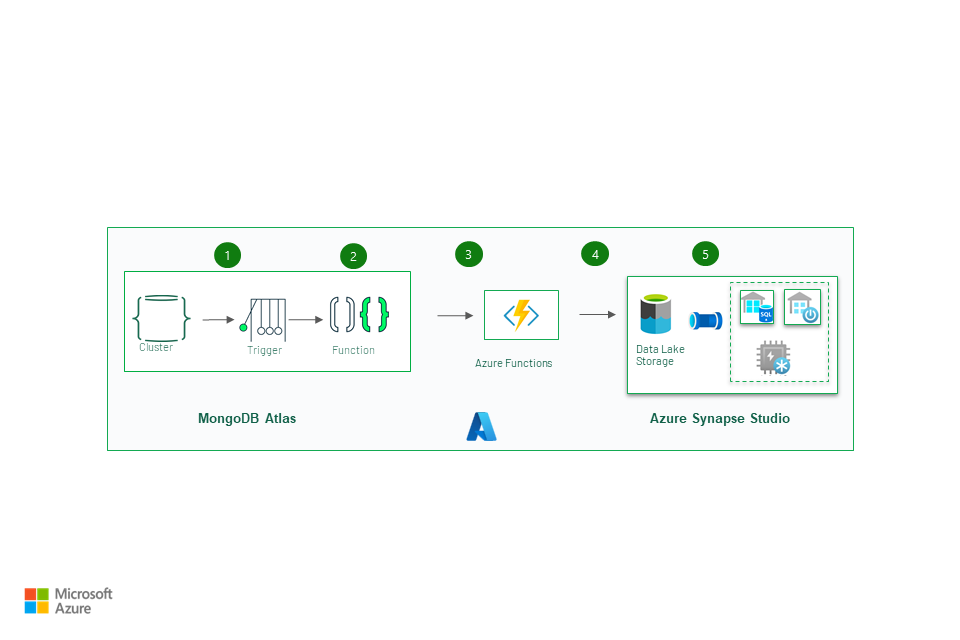 1
2
3
4
5
SQL
Cluster
Trigger
Function
Azure Functions
Data Lake
Storage
MongoDB Atlas
Azure Synapse Studio
Microsoft
Azure